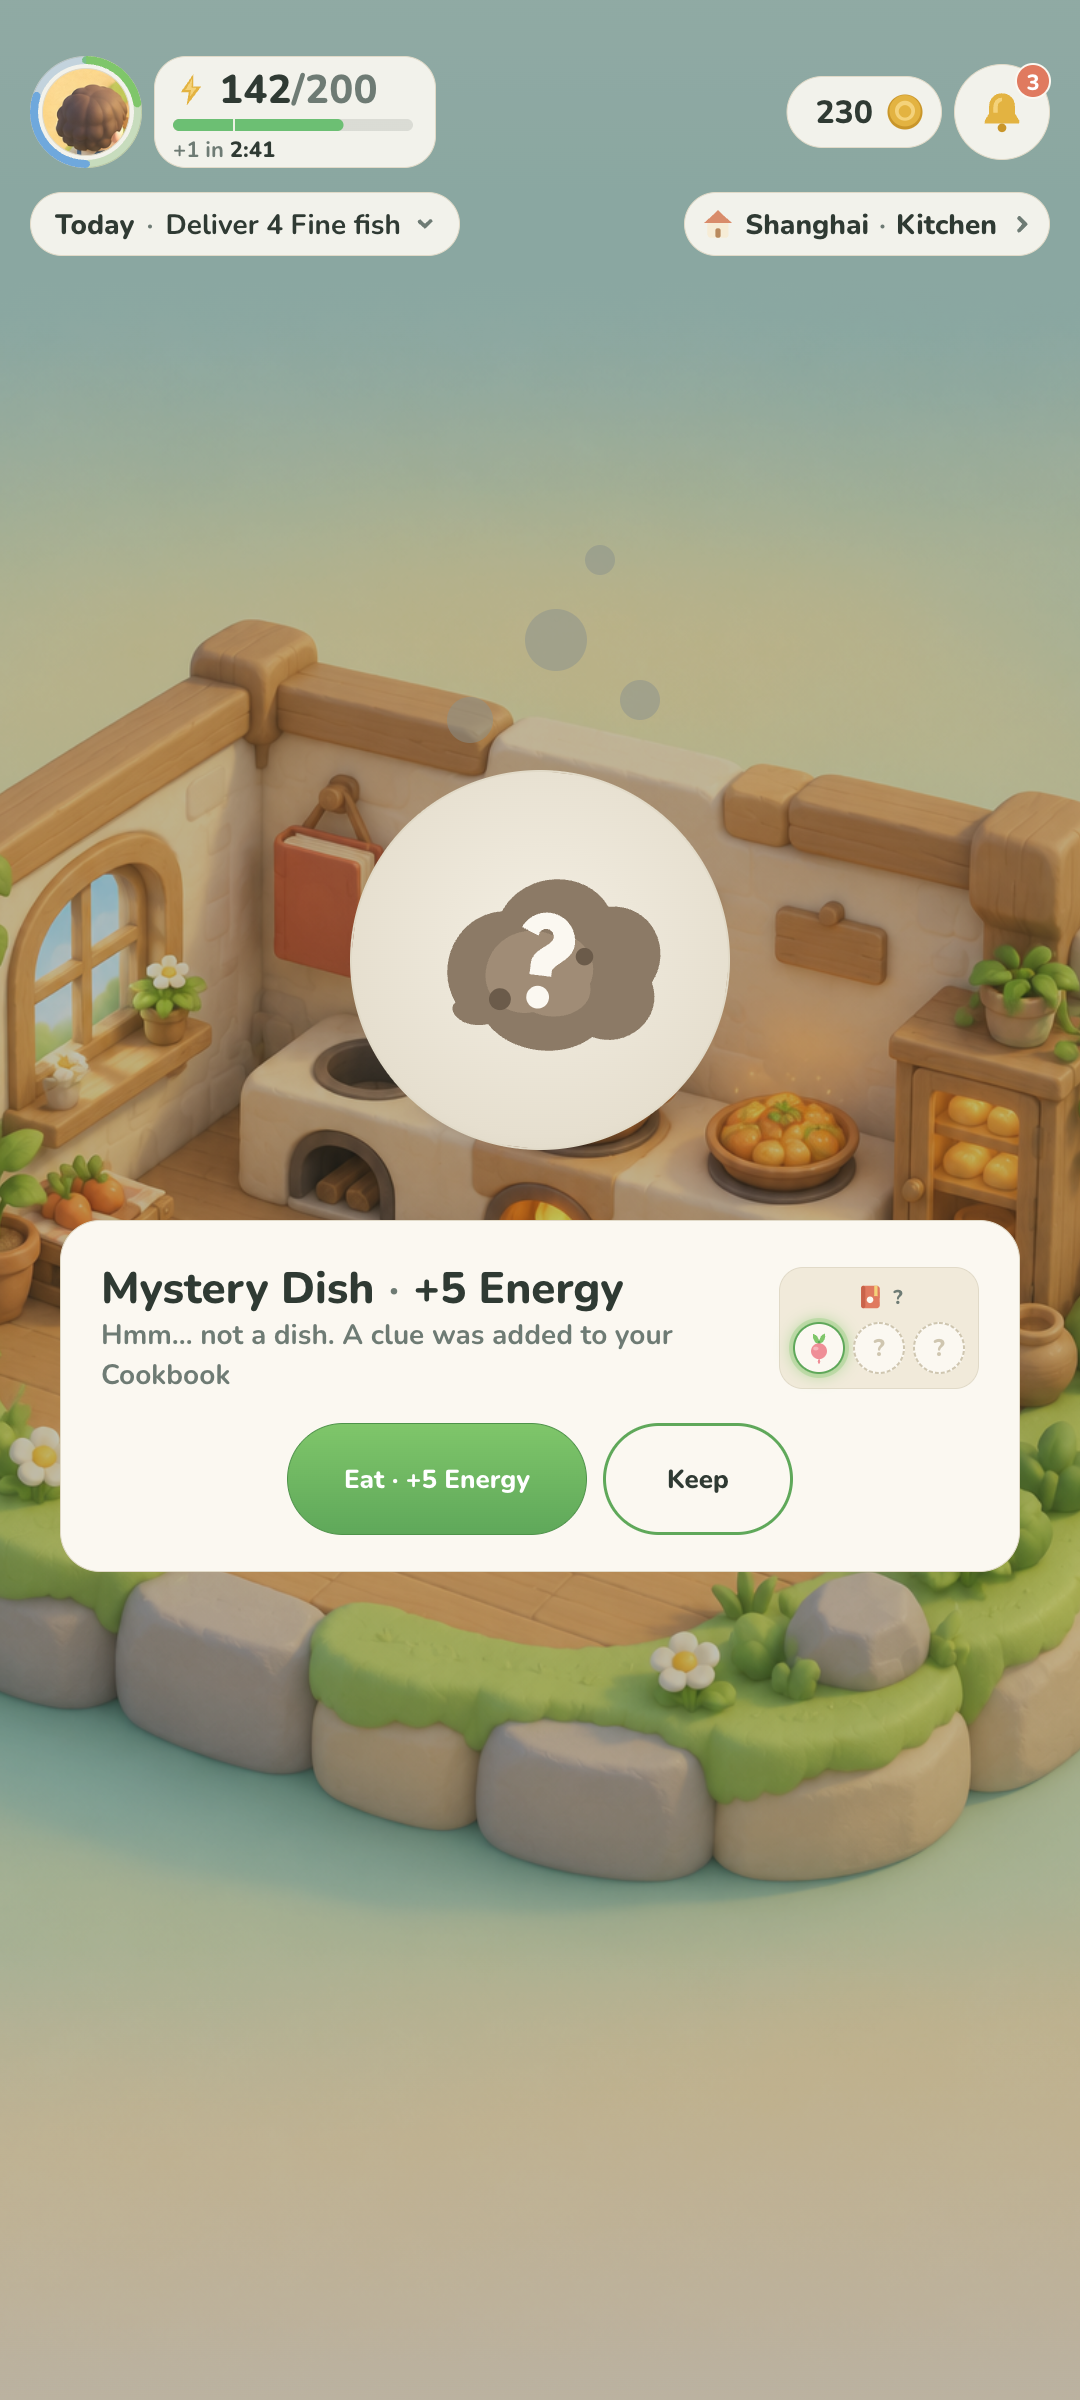 142/200
+1 in 2:41
230
3
Today · Deliver 4 Fine fish
Shanghai · Kitchen
?
Mystery Dish · +5 Energy
Hmm... not a dish. A clue was added to your
Cookbook
?
? ?
Eat · +5 Energy
Keep